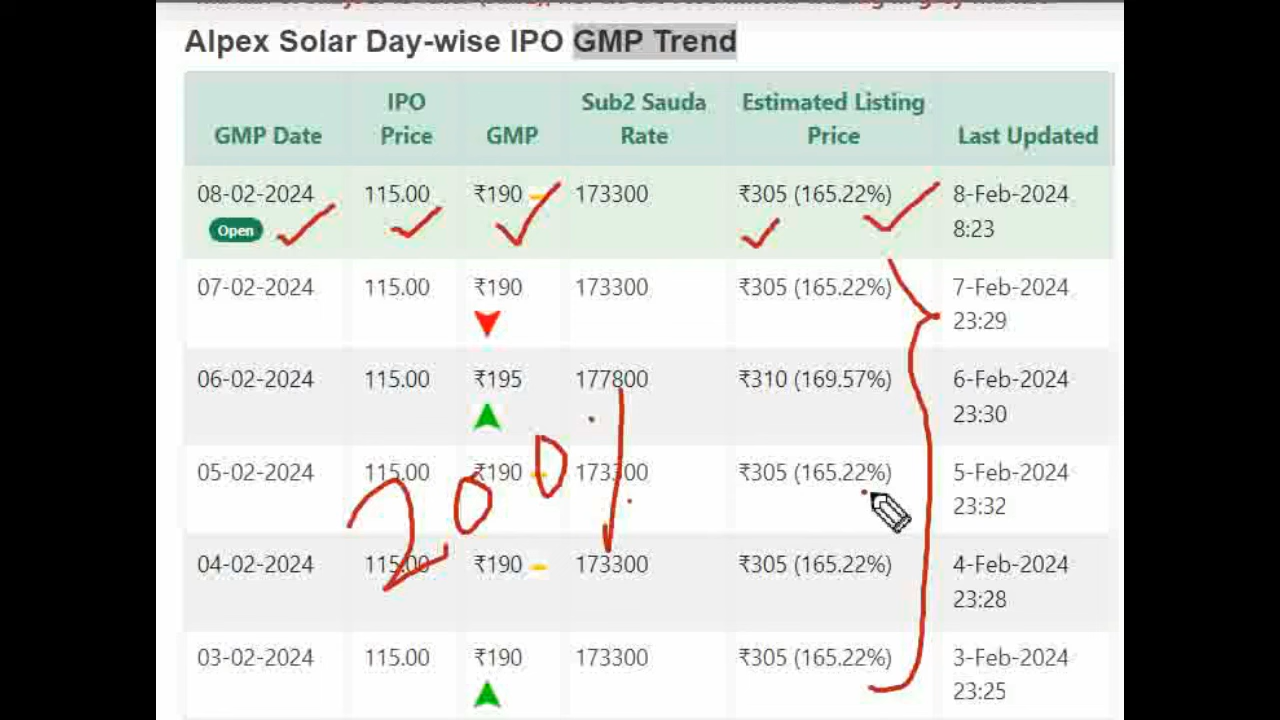 Alpex Solar Day-wise IPO GMP Trend
GMP Date IPO Price GMP Sub2 Sauda Rate Estimated Listing Price Last Updated
08-02-2024 115.00 ₹190 173300 ₹305 (165.22%) 8-Feb-2024
Open 8:23
07-02-2024 115.00 ₹190 173300 ₹305 (165.22%) 7-Feb-2024
23:29
06-02-2024 115.00 ₹195 177800 ₹310 (169.57%) 6-Feb-2024
23:30
05-02-2024 115.00 ₹190 173300 ₹305 (165.22%) 5-Feb-2024
23:32
200%
04-02-2024 115.00 ₹190 173300 ₹305 (165.22%) 4-Feb-2024
23:28
03-02-2024 115.00 ₹190 173300 ₹305 (165.22%) 3-Feb-2024
23:25